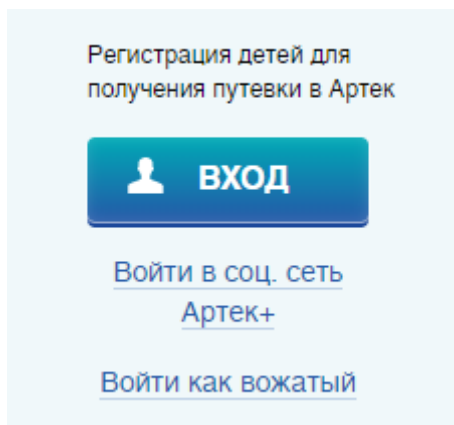 Регистрация детей для
получения путевки в Артек
ВХОД
Войти в соц. сеть
Артек+
Войти как вожатый